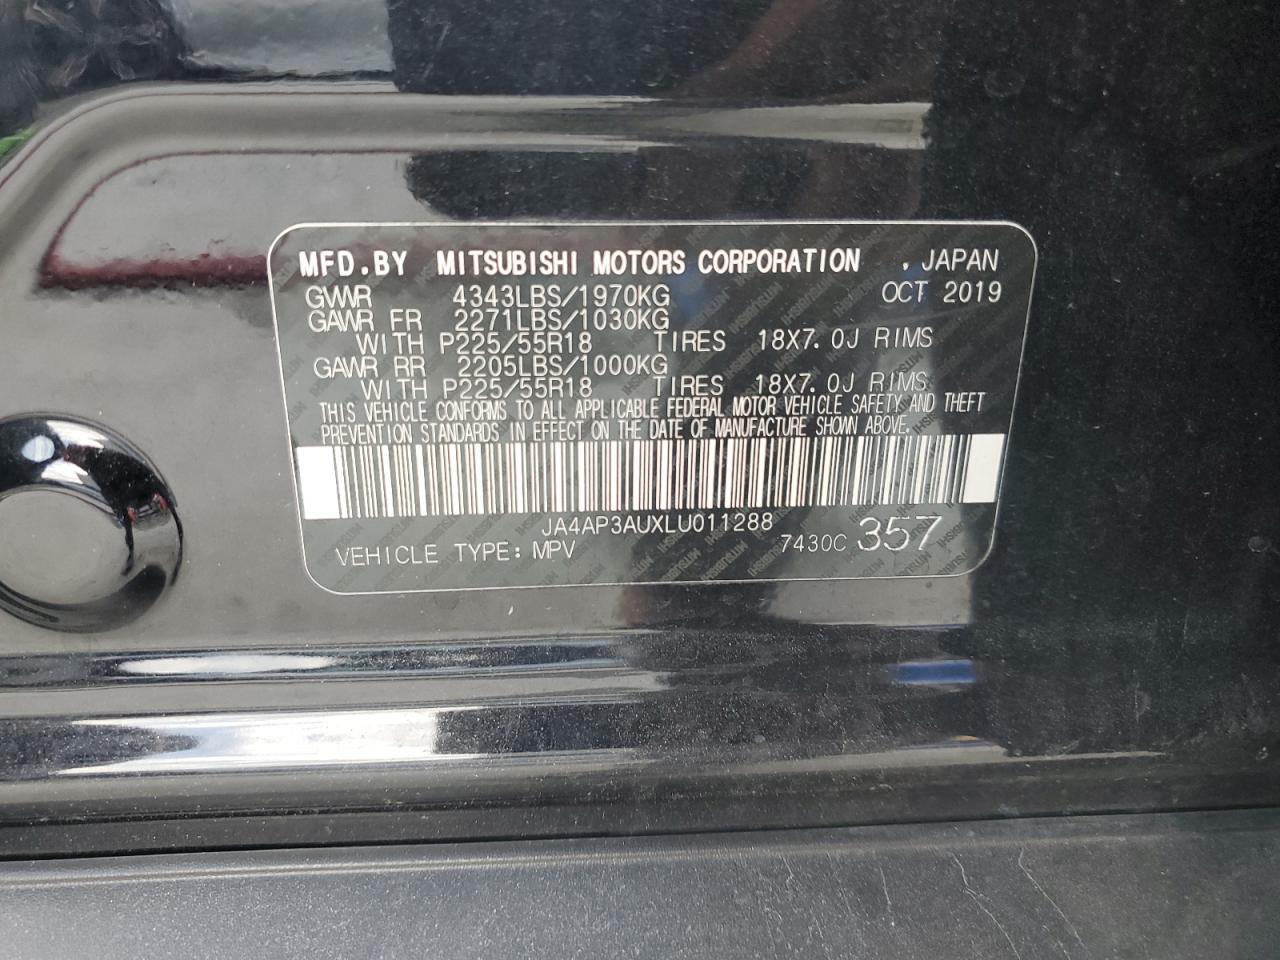 MFD.BY MITSUBISHI MOTORS CORPORATION , JAPAN
GVWR 4343LBS/1970KG OCT 2019
GAWR FR 2271LBS/1030KG
WITH P225/55R18 TIRES 18X7.0J RIMS
GAWR RR 2205LBS/1000KG
WITH P225/55R18 TIRES 18X7.0J RIMS
THIS VEHICLE CONFORMS TO ALL APPLICABLE FEDERAL MOTOR VEHICLE SAFETY AND THEFT
PREVENTION STANDARDS IN EFFECT ON THE DATE OF MANUFACTURE SHOWN ABOVE.
JA4AP3AUXLU011288
VEHICLE TYPE: MPV 7430C 357